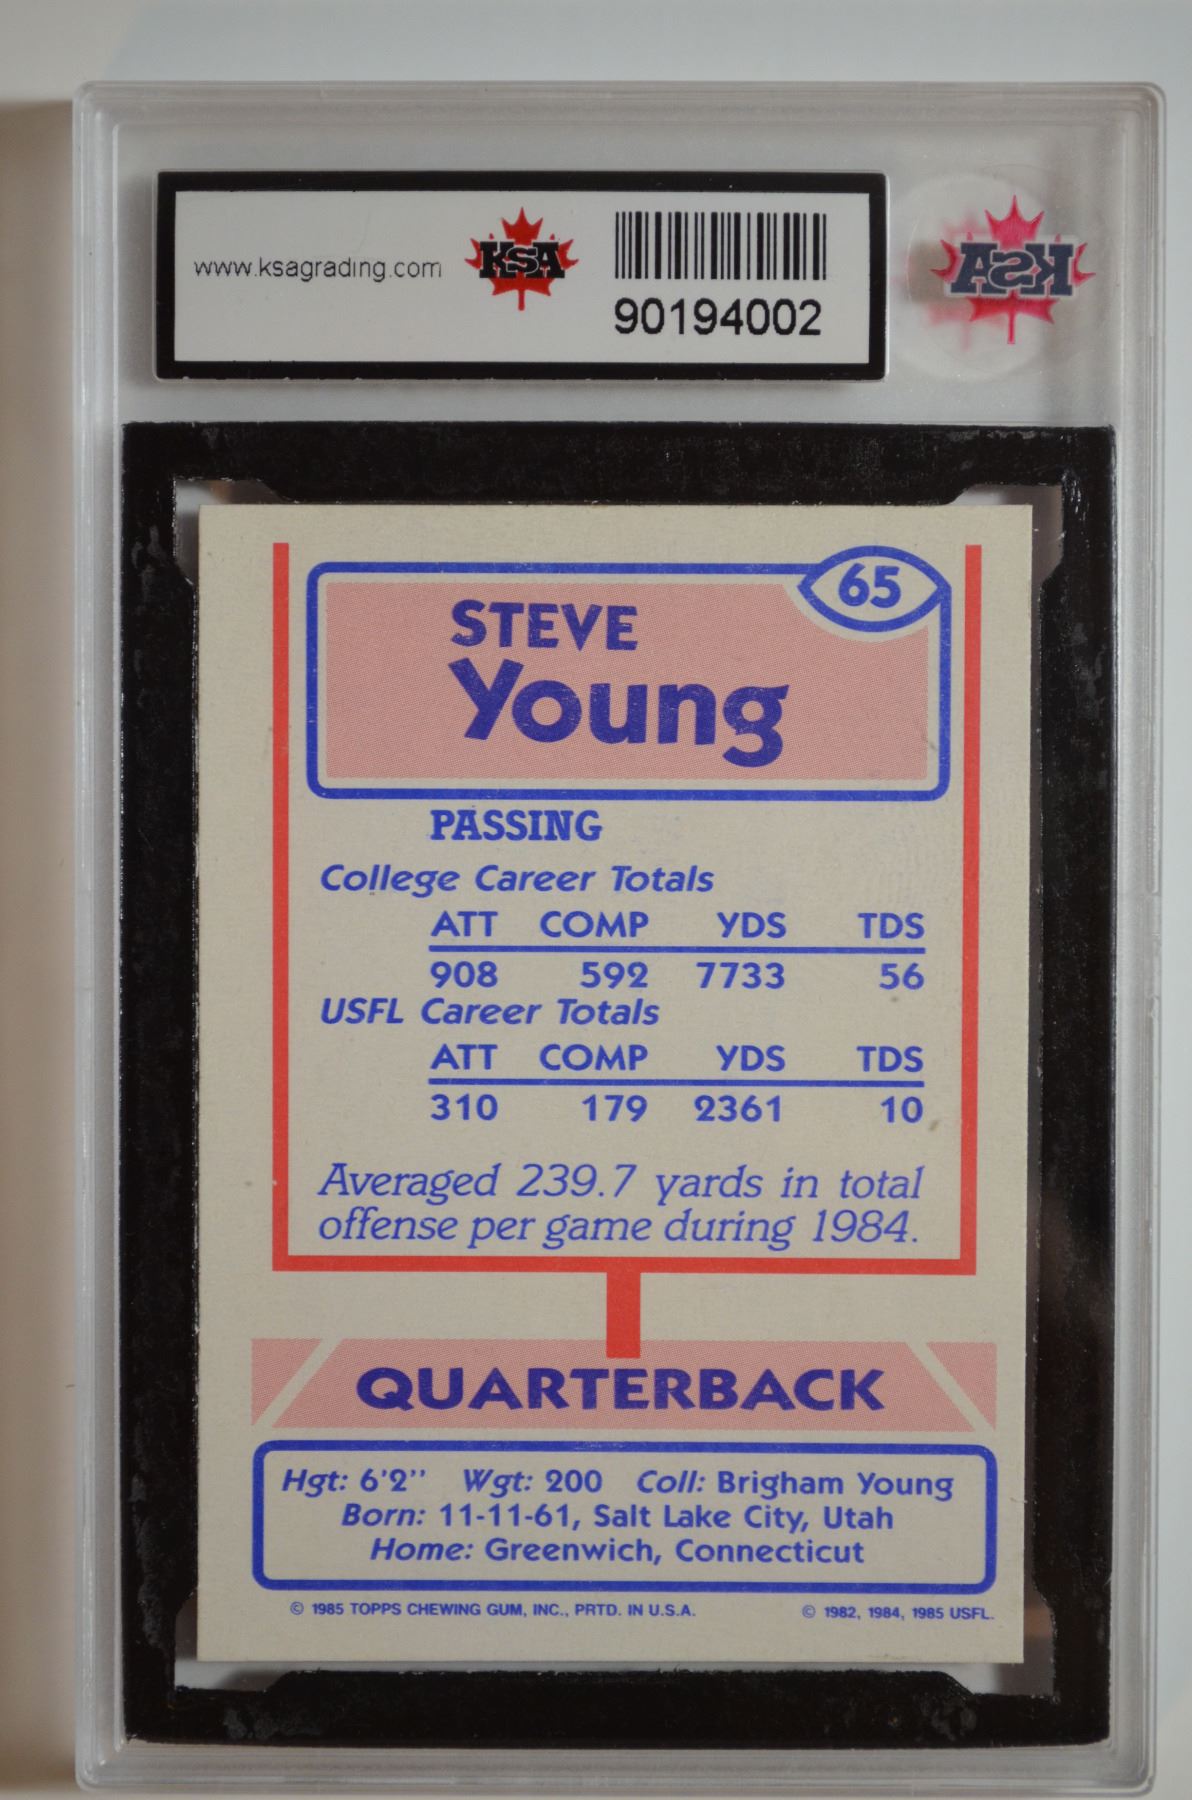 www.ksagrading.com
KSA
90194002
KSA
65
STEVE
Young
PASSING
College Career Totals
ATT COMP YDS TDS
908 592 7733 56
USFL Career Totals
ATT COMP YDS TDS
310 179 2361 10
Averaged 239.7 yards in total
offense per game during 1984.
QUARTERBACK
Hgt: 6'2'' Wgt: 200 Coll: Brigham Young
Born: 11-11-61, Salt Lake City, Utah
Home: Greenwich, Connecticut
© 1985 TOPPS CHEWING GUM, INC., PRTD. IN U.S.A. © 1982, 1984, 1985 USFL.